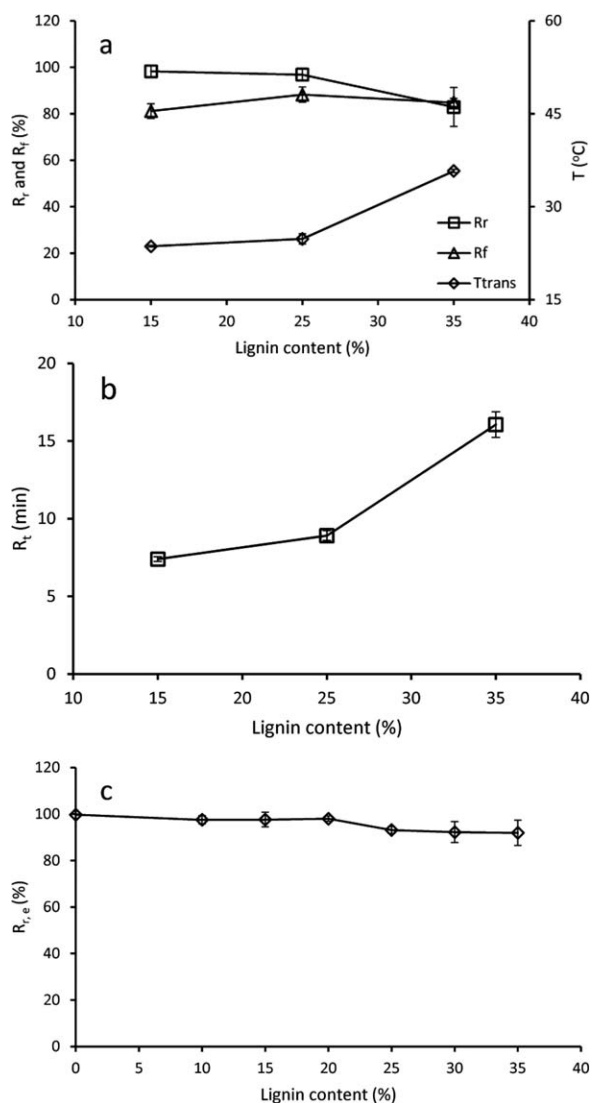 a
120
100
80
60
40
20
0
Rr and Rf (%)
60
45
30
15
T (°C)
Rr
Rf
Ttrans
10 15 20 25 30 35 40
Lignin content (%)
b
20
15
10
5
0
Rt (min)
10 15 20 25 30 35 40
Lignin content (%)
c
120
100
80
60
40
20
0
Rr,e (%)
0 5 10 15 20 25 30 35 40
Lignin content (%)